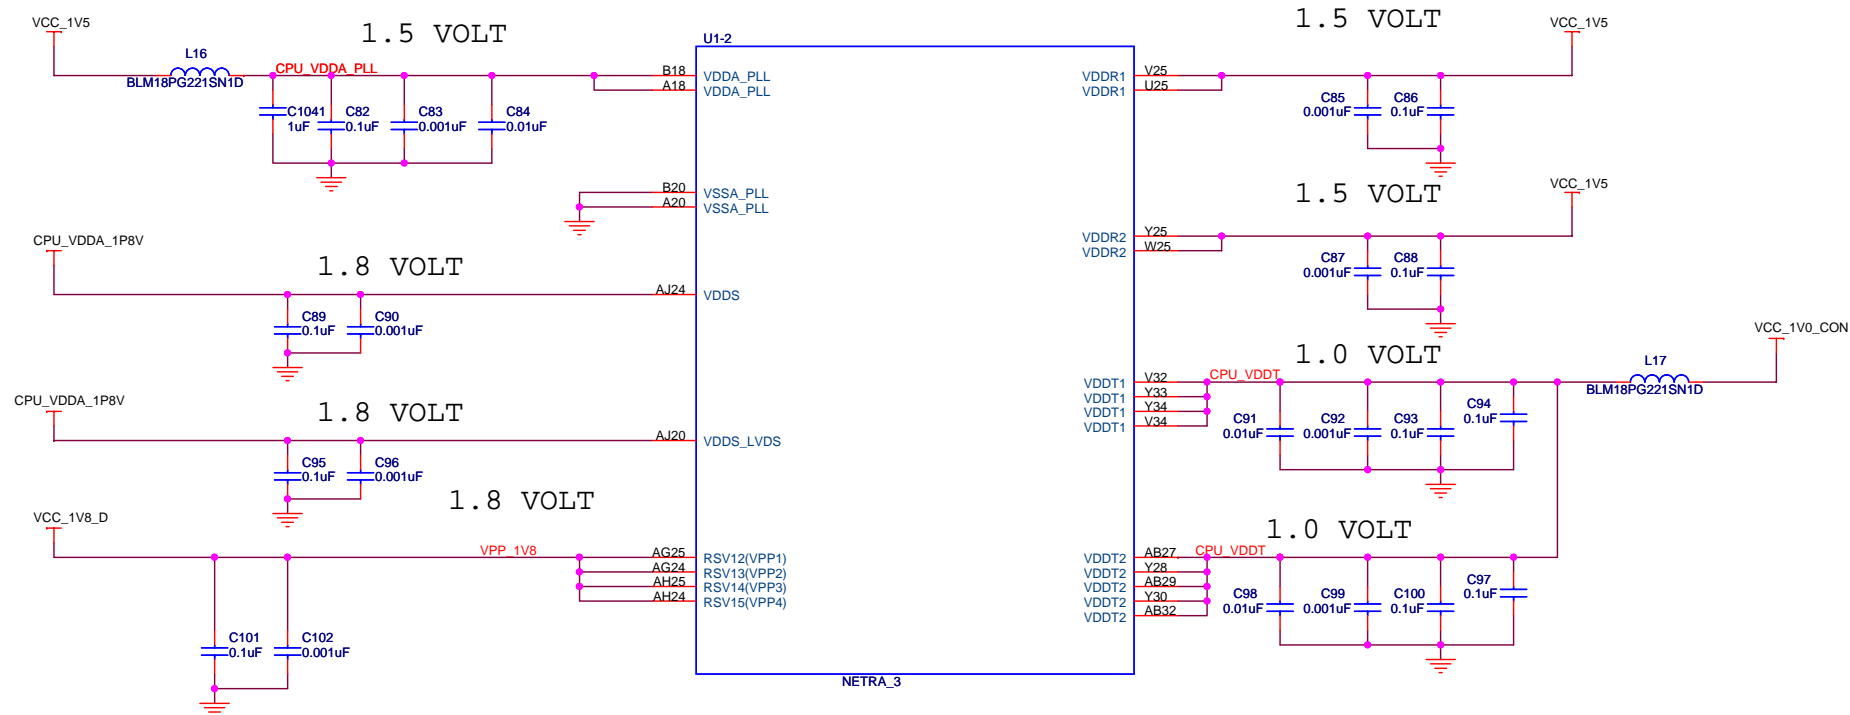 VCC_1V5
1.5 VOLT
L16
BLM18PG221SN1D
CPU_VDDA_PLL
C1041
1uF
C82
0.1uF
C83
0.001uF
C84
0.01uF
U1-2
B18 VDDA_PLL
A18 VDDA_PLL
B20 VSSA_PLL
A20 VSSA_PLL
CPU_VDDA_1P8V
1.8 VOLT
AJ24 VDDS
C89
0.1uF
C90
0.001uF
CPU_VDDA_1P8V
1.8 VOLT
AJ20 VDDS_LVDS
C95
0.1uF
C96
0.001uF
1.8 VOLT
VCC_1V8_D
VPP_1V8
AG25 RSV12(VPP1)
AG24 RSV13(VPP2)
AH25 RSV14(VPP3)
AH24 RSV15(VPP4)
C101
0.1uF
C102
0.001uF
NETRA_3
1.5 VOLT
VCC_1V5
VDDR1 V25
VDDR1 U25
C85
0.001uF
C86
0.1uF
1.5 VOLT
VCC_1V5
VDDR2 Y25
VDDR2 W25
C87
0.001uF
C88
0.1uF
1.0 VOLT
VCC_1V0_CON
L17
BLM18PG221SN1D
CPU_VDDT
VDDT1 V32
VDDT1 Y33
VDDT1 Y34
VDDT1 V34
C91
0.01uF
C92
0.001uF
C93
0.1uF
C94
0.1uF
1.0 VOLT
CPU_VDDT
VDDT2 AB27
VDDT2 Y28
VDDT2 AB29
VDDT2 Y30
VDDT2 AB32
C98
0.01uF
C99
0.001uF
C100
0.1uF
C97
0.1uF